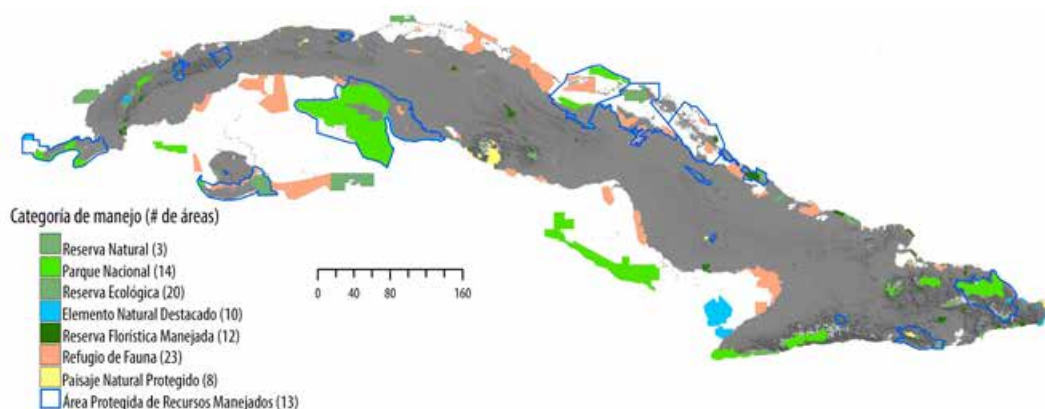 Categoría de manejo (# de áreas)
Reserva Natural (3)
Parque Nacional (14)
Reserva Ecológica (20)
Elemento Natural Destacado (10)
Reserva Florística Manejada (12)
Refugio de Fauna (23)
Paisaje Natural Protegido (8)
Área Protegida de Recursos Manejados (13)
0 40 80 160